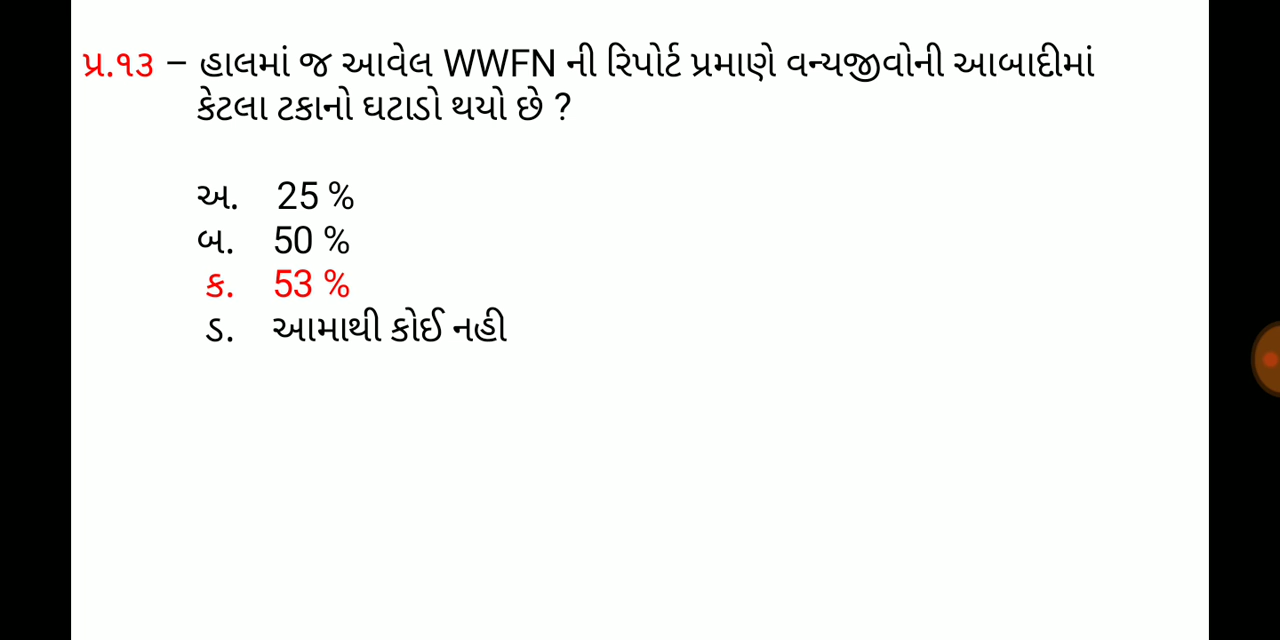 પ્ર.૧૩ – હાલમાં જ આવેલ WWFN ની રિપોર્ટ પ્રમાણે વન્યજીવોની આબાદીમાં
કેટલા ટકાનો ઘટાડો થયો છે ?
અ. 25 %
બ. 50 %
ક. 53 %
ડ. આમાથી કોઈ નહી